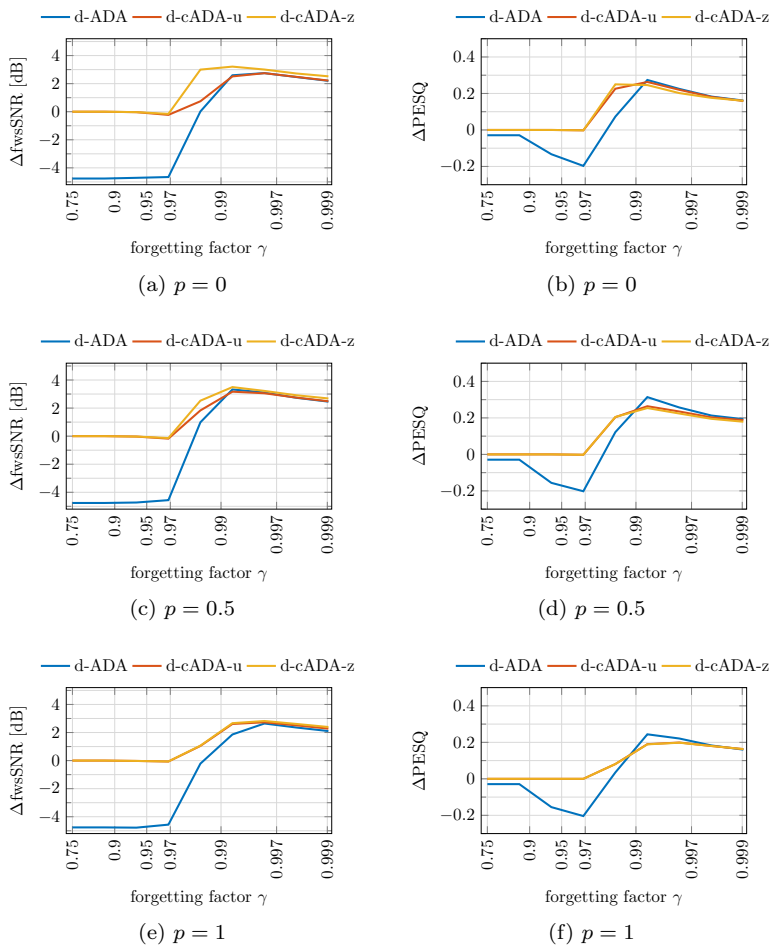 d-ADA d-cADA-u d-cADA-z
ΔfwsSNR [dB]
4
2
0
−2
−4
0.75 0.9 0.95 0.97 0.99 0.997 0.999
forgetting factor γ
(a) p = 0
d-ADA d-cADA-u d-cADA-z
ΔPESQ
0.4
0.2
0
−0.2
0.75 0.9 0.95 0.97 0.99 0.997 0.999
forgetting factor γ
(b) p = 0
d-ADA d-cADA-u d-cADA-z
ΔfwsSNR [dB]
4
2
0
−2
−4
0.75 0.9 0.95 0.97 0.99 0.997 0.999
forgetting factor γ
(c) p = 0.5
d-ADA d-cADA-u d-cADA-z
ΔPESQ
0.4
0.2
0
−0.2
0.75 0.9 0.95 0.97 0.99 0.997 0.999
forgetting factor γ
(d) p = 0.5
d-ADA d-cADA-u d-cADA-z
ΔfwsSNR [dB]
4
2
0
−2
−4
0.75 0.9 0.95 0.97 0.99 0.997 0.999
forgetting factor γ
(e) p = 1
d-ADA d-cADA-u d-cADA-z
ΔPESQ
0.4
0.2
0
−0.2
0.75 0.9 0.95 0.97 0.99 0.997 0.999
forgetting factor γ
(f) p = 1